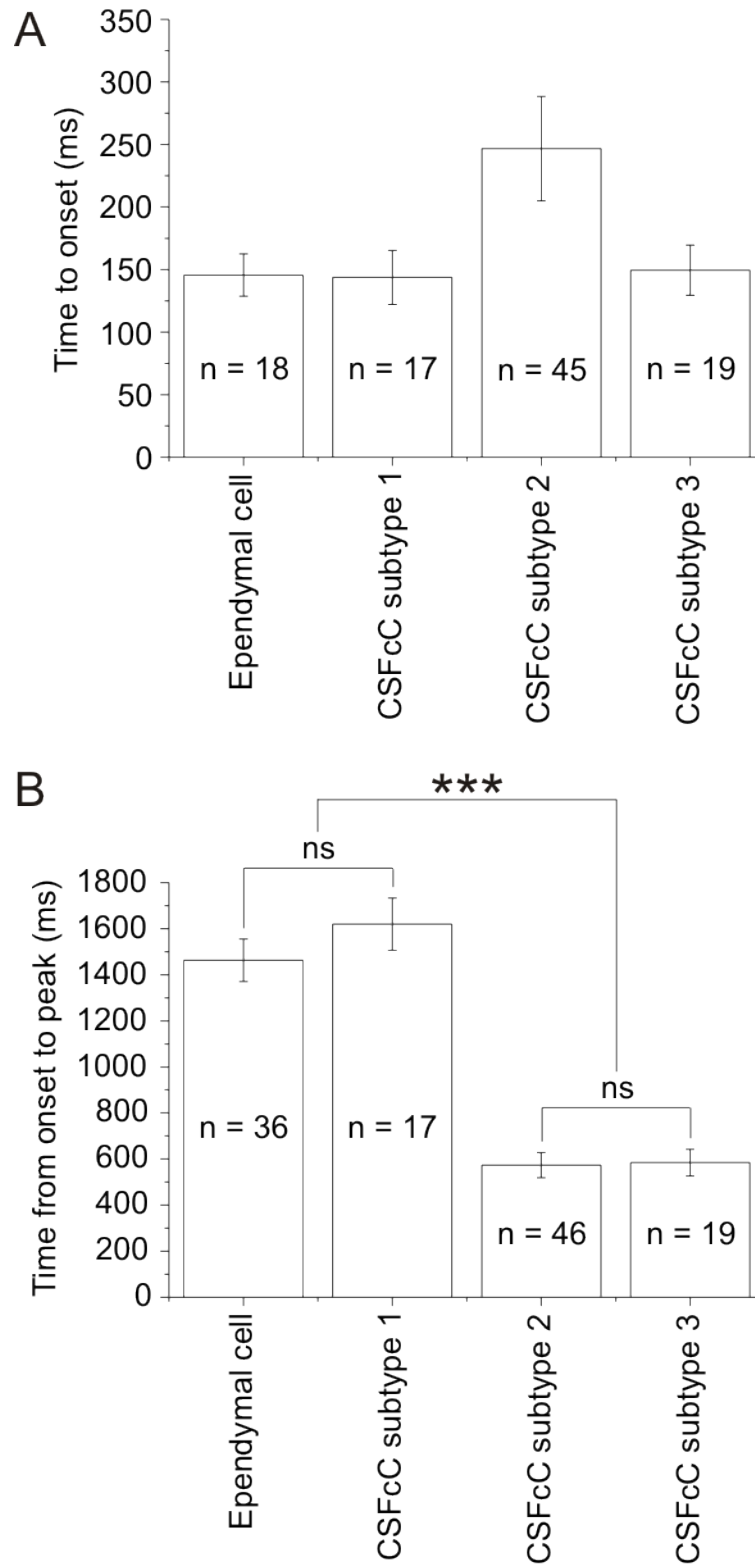 A
Time to onset (ms)
350
300
250
200
150
100
50
0
n = 18
n = 17
n = 45
n = 19
Ependymal cell
CSFcC subtype 1
CSFcC subtype 2
CSFcC subtype 3
B
***
ns
ns
Time from onset to peak (ms)
1800
1600
1400
1200
1000
800
600
400
200
0
n = 36
n = 17
n = 46
n = 19
Ependymal cell
CSFcC subtype 1
CSFcC subtype 2
CSFcC subtype 3